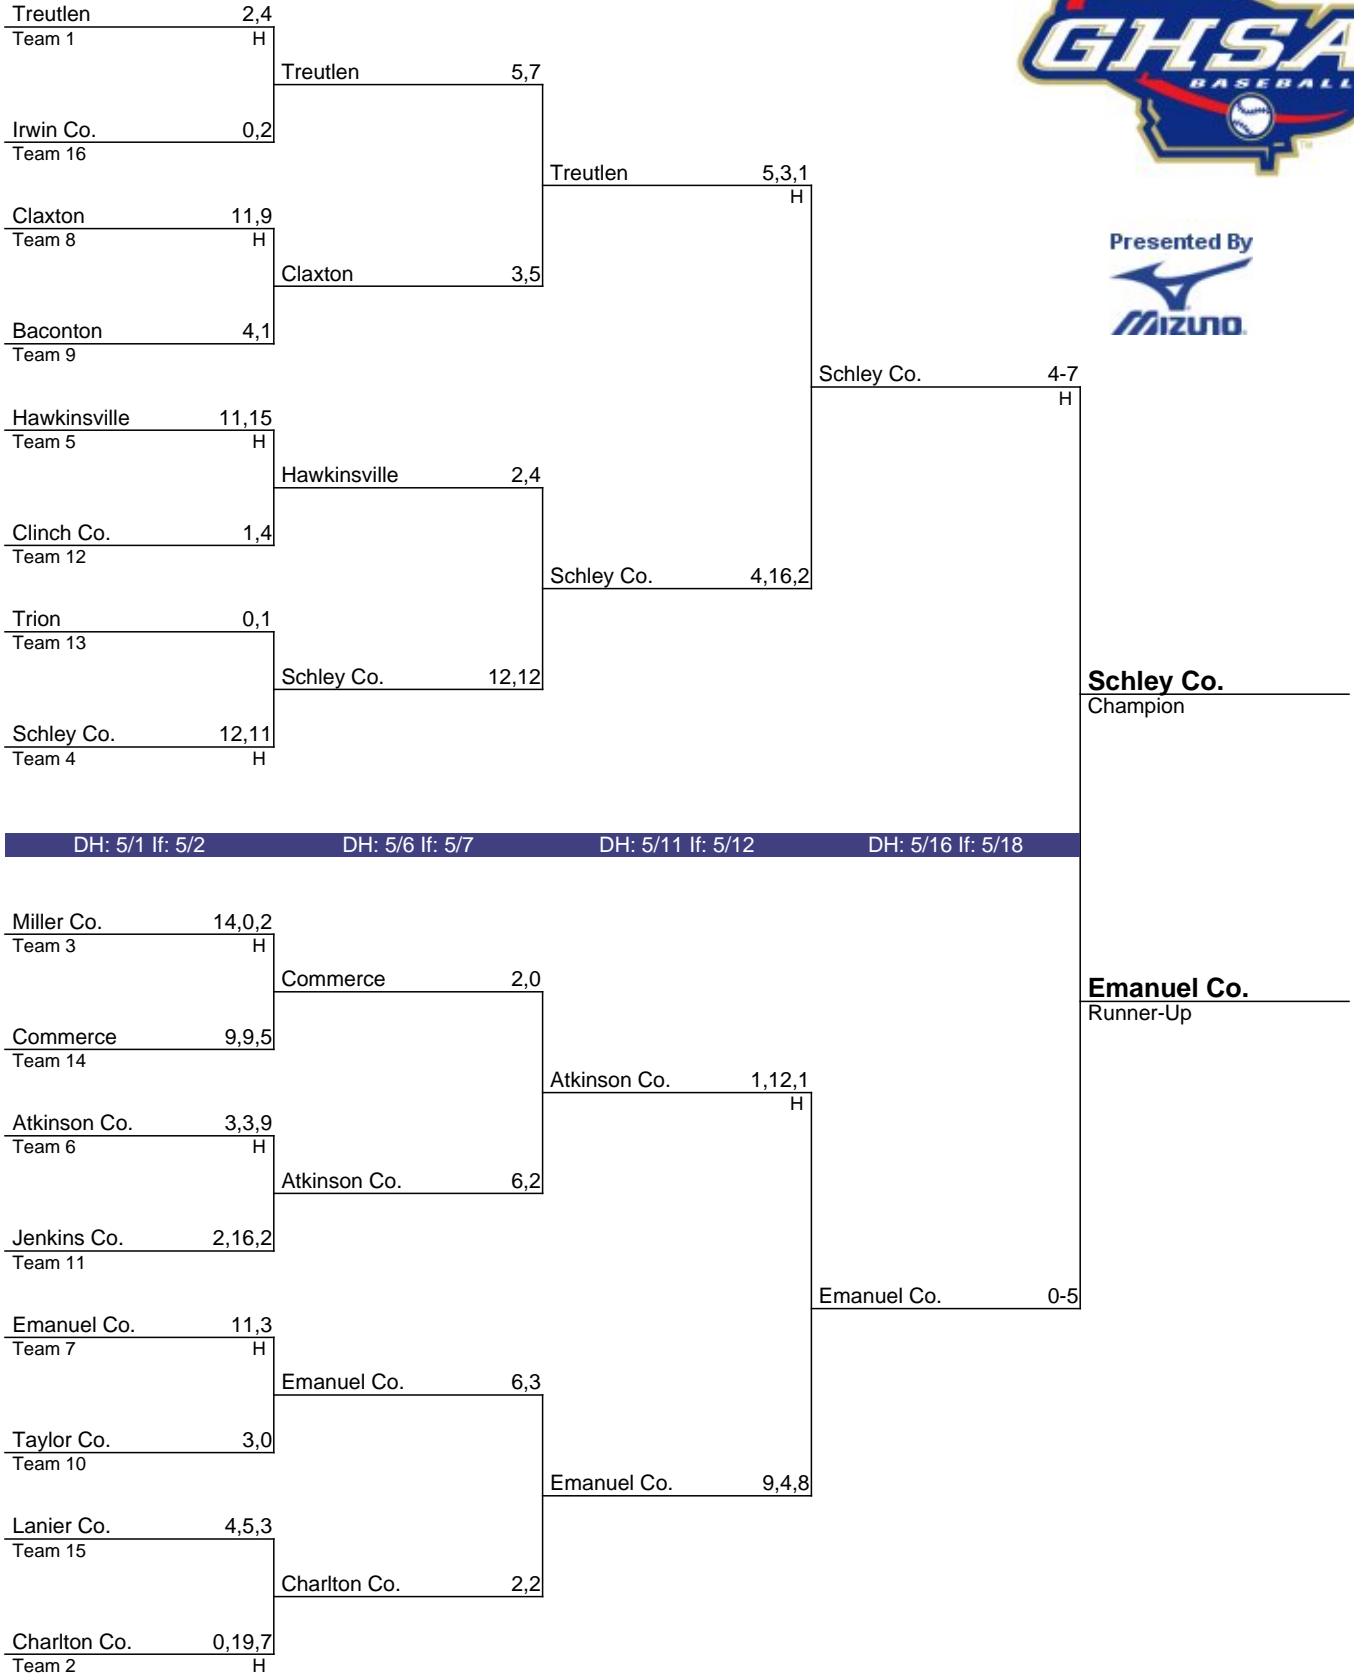 Treutlen 2,4
Team 1 H
Treutlen 5,7
Irwin Co. 0,2
Team 16
Treutlen 5,3,1
H
Claxton 11,9
Team 8 H
Claxton 3,5
Baconton 4,1
Team 9
GHSA
BASEBALL
TM
Presented By
MIZUNO
Schley Co. 4-7
H
Hawkinsville 11,15
Team 5 H
Hawkinsville 2,4
Clinch Co. 1,4
Team 12
Schley Co. 4,16,2
Trion 0,1
Team 13
Schley Co. 12,12
Schley Co. 12,11
Team 4 H
Schley Co.
Champion
DH: 5/1 If: 5/2 DH: 5/6 If: 5/7 DH: 5/11 If: 5/12 DH: 5/16 If: 5/18
Miller Co. 14,0,2
Team 3 H
Commerce 2,0
Commerce 9,9,5
Team 14
Emanuel Co.
Runner-Up
Atkinson Co. 1,12,1
H
Atkinson Co. 3,3,9
Team 6 H
Atkinson Co. 6,2
Jenkins Co. 2,16,2
Team 11
Emanuel Co. 0-5
Emanuel Co. 11,3
Team 7 H
Emanuel Co. 6,3
Taylor Co. 3,0
Team 10
Emanuel Co. 9,4,8
Lanier Co. 4,5,3
Team 15
Charlton Co. 2,2
Charlton Co. 0,19,7
Team 2 H